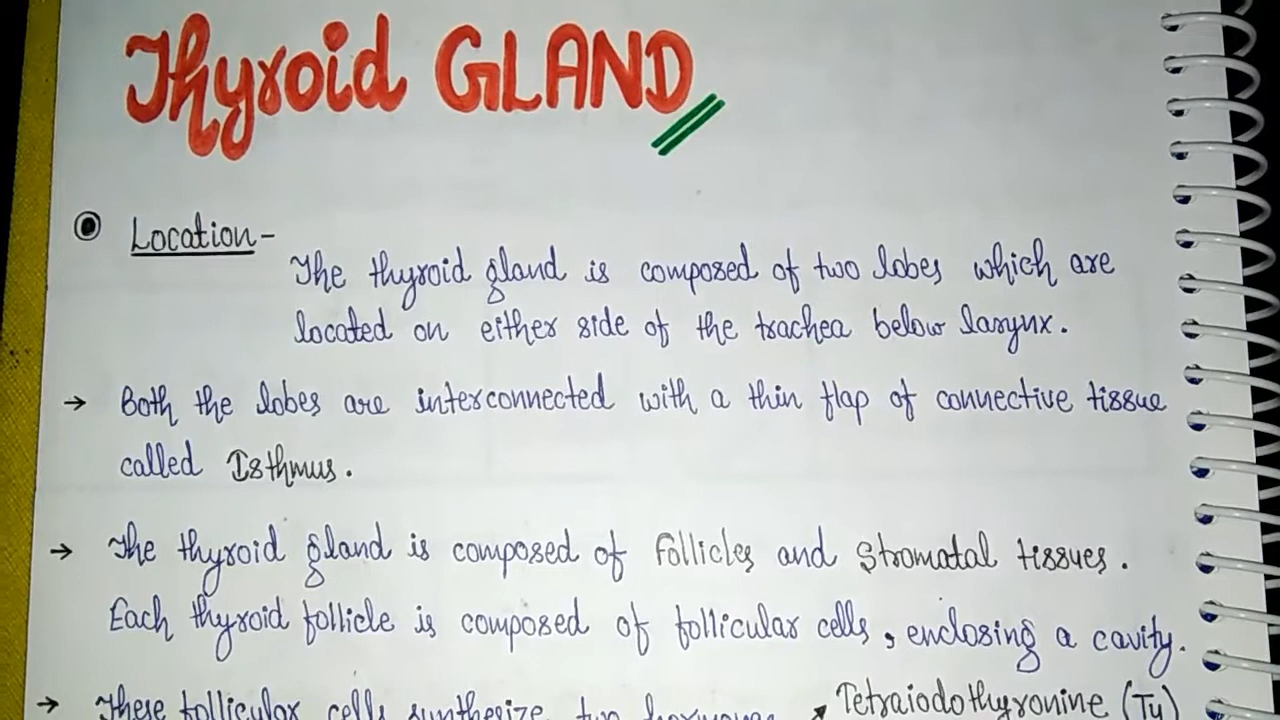 Thyroid GLAND
Location-
The thyroid gland is composed of two lobes which are
located on either side of the trachea below larynx.
→ Both the lobes are interconnected with a thin flap of connective tissue
called Isthmus.
→ The thyroid gland is composed of Follicles and Stromatal tissues.
Each thyroid follicle is composed of follicular cells, enclosing a cavity.
→ These follicular cells synthesize two hormones Tetraiodothyronine (T4)